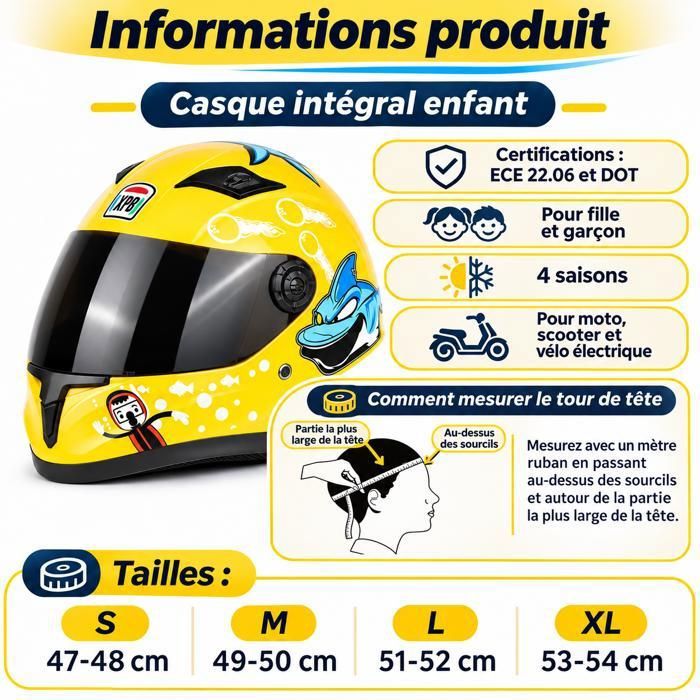 Informations produit
Casque intégral enfant
Certifications :
ECE 22.06 et DOT
Pour fille
et garçon
4 saisons
Pour moto,
scooter et
vélo électrique
XPB
Comment mesurer le tour de tête
Partie la plus
large de la tête
Au-dessus
des sourcils
Mesurez avec un mètre
ruban en passant
au-dessus des sourcils
et autour de la partie
la plus large de la tête.
Tailles :
S
47-48 cm
M
49-50 cm
L
51-52 cm
XL
53-54 cm